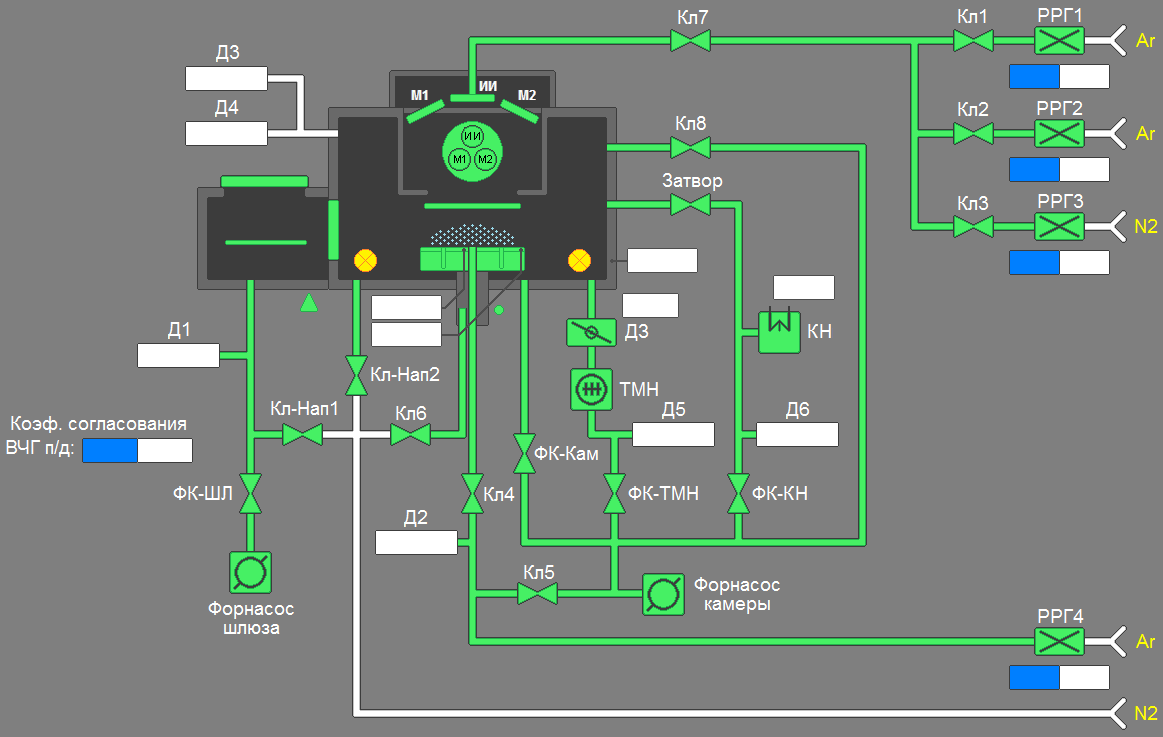 Кл7
Кл1
РРГ1
Ar
Д3
М1
ИИ
М2
Д4
Кл2
РРГ2
Ar
Кл8
ИИ
М1
М2
Затвор
Кл3
РРГ3
N2
Д1
ДЗ
КН
Кл-Нап2
ТМН
Кл-Нап1
Кл6
Д5
Д6
Коэф. согласования
ВЧГ п/д:
ФК-Кам
ФК-ШЛ
Кл4
ФК-ТМН
ФК-КН
Д2
Кл5
Форнасос
камеры
Форнасос
шлюза
РРГ4
Ar
N2